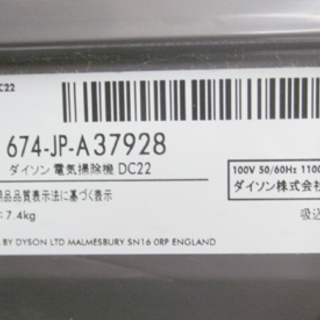 C22
674-JP-A37928
ダイソン 電気掃除機 DC22
100V 50/60Hz 1100
ダイソン株式会社
用品品質表示法に基づく表示
: 7.4kg
吸込
BY DYSON LTD MALMESBURY SN16 0RP ENGLAND